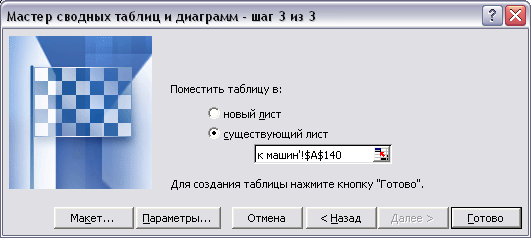 Мастер сводных таблиц и диаграмм - шаг 3 из 3
Поместить таблицу в:
новый лист
существующий лист
к машин'!$A$140
Для создания таблицы нажмите кнопку "Готово".
Макет... Параметры... Отмена < Назад Далее > Готово